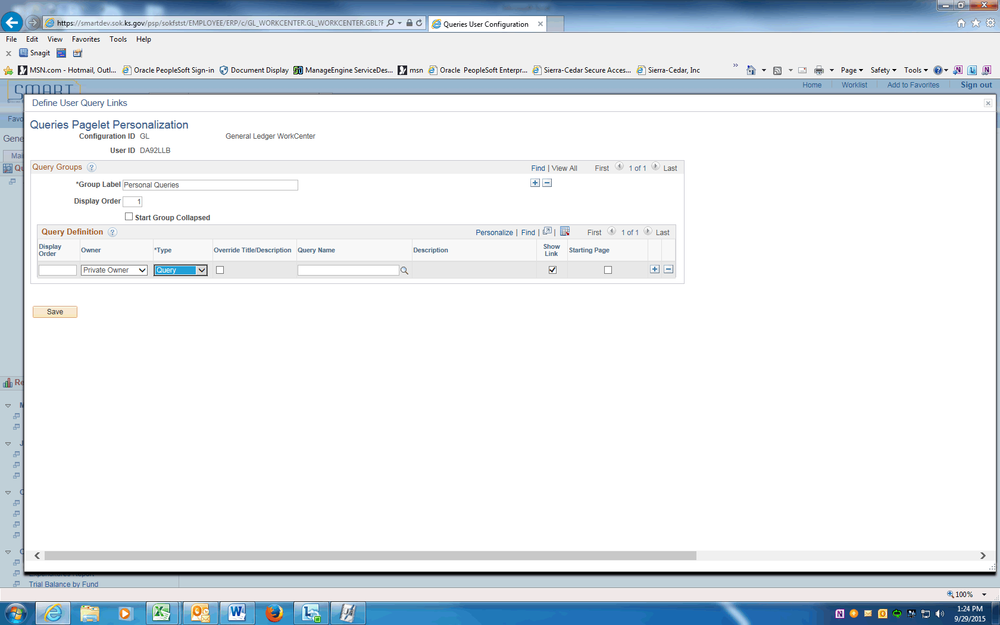 https://smartdev.sok.ks.gov/psp/sokfstst/EMPLOYEE/ERP/c/GL_WORKCENTER.GL_WORKCENTER.GBL?F
Queries User Configuration
File Edit View Favorites Tools Help
x Snagit
MSN.com - Hotmail, Outl... Oracle PeopleSoft Sign-in Document Display ManageEngine ServiceDes... msn Oracle PeopleSoft Enterpr... Sierra-Cedar Secure Acces... Sierra-Cedar, Inc » Page Safety Tools
SMART
Home Worklist Add to Favorites Sign out
Define User Query Links
Favo
Queries Pagelet Personalization
Configuration ID GL General Ledger WorkCenter
Gene
User ID DA92LLB
Mai
Query Groups ? Find | View All First 1 of 1 Last
Qu
*Group Label Personal Queries + -
Display Order 1
Start Group Collapsed
Query Definition ? Personalize | Find | | First 1 of 1 Last
Display Order Owner *Type Override Title/Description Query Name Description Show Link Starting Page
Private Owner Query + -
Save
Re
M
J
C
C
Trial Balance by Fund
100%
1:24 PM
9/29/2015